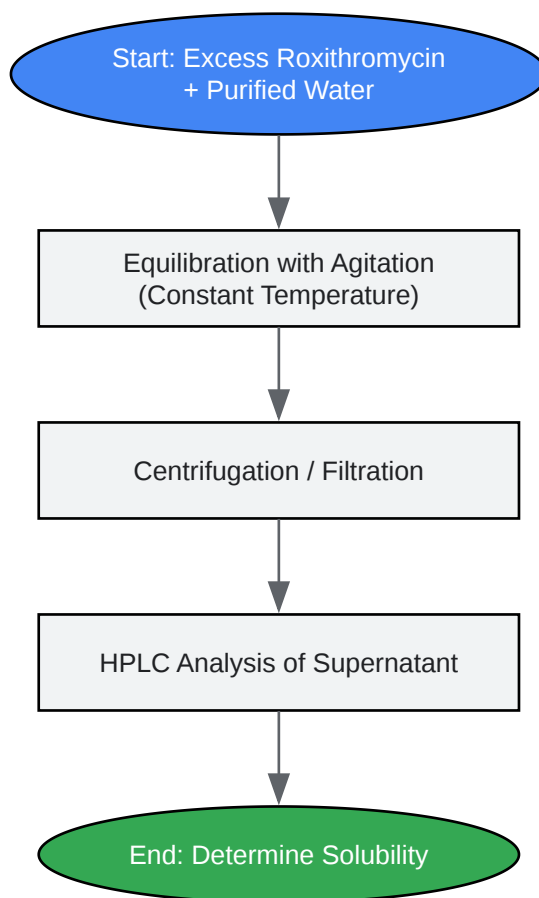 Start: Excess Roxithromycin
+ Purified Water
Equilibration with Agitation
(Constant Temperature)
Centrifugation / Filtration
HPLC Analysis of Supernatant
End: Determine Solubility